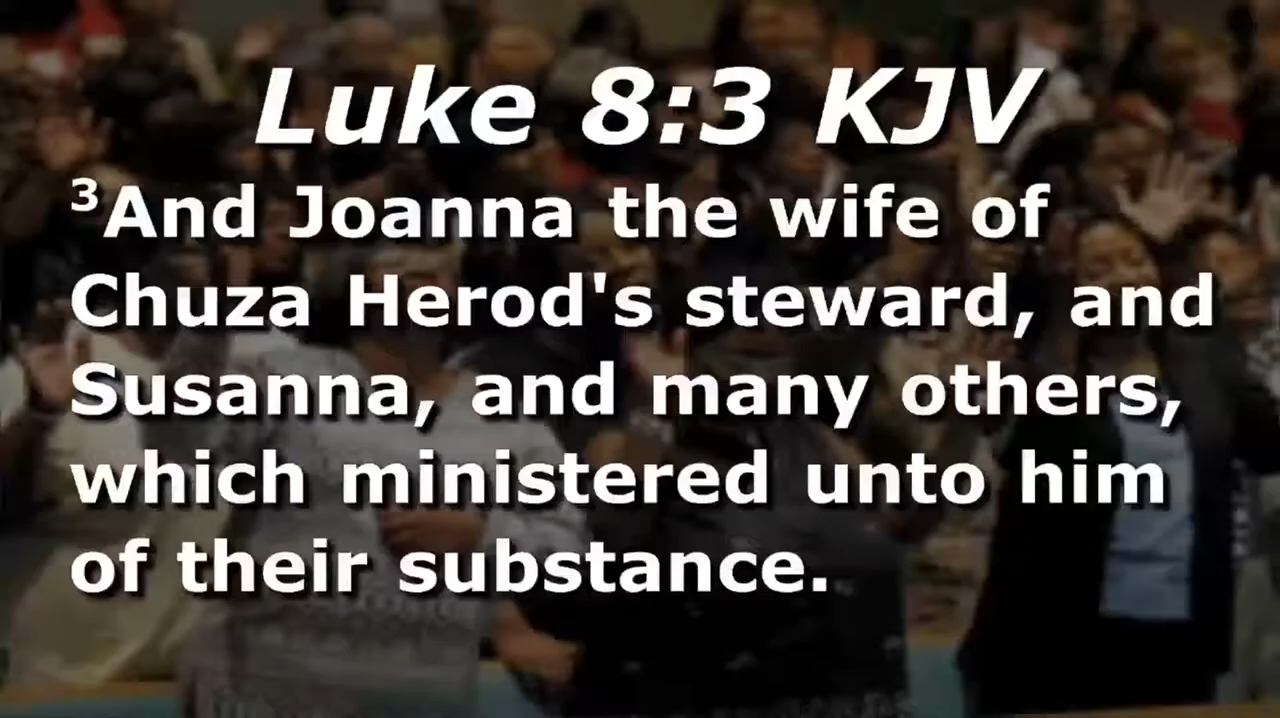 Luke 8:3 KJV
³And Joanna the wife of
Chuza Herod's steward, and
Susanna, and many others,
which ministered unto him
of their substance.